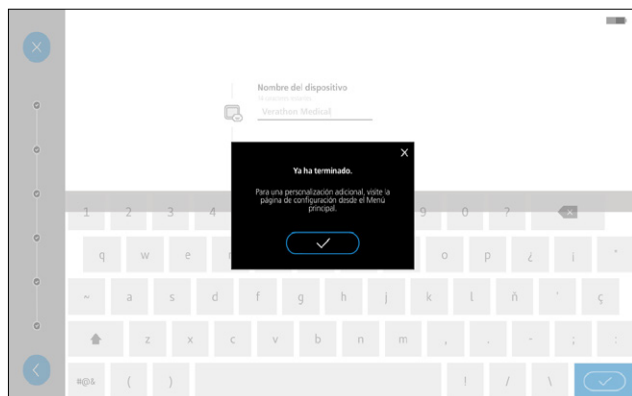 Nombre del dispositivo
Verathon Medical
Ya ha terminado.
Para una personalización adicional, visite la
página de configuración desde el Menú
principal.
1 2 3 4 9 0 ?
q w e o p ¿ ¡ '
~ a s d f g h j k l ñ ` ç
z x c v b n m , . - ; :
#@& ( ) ! / \